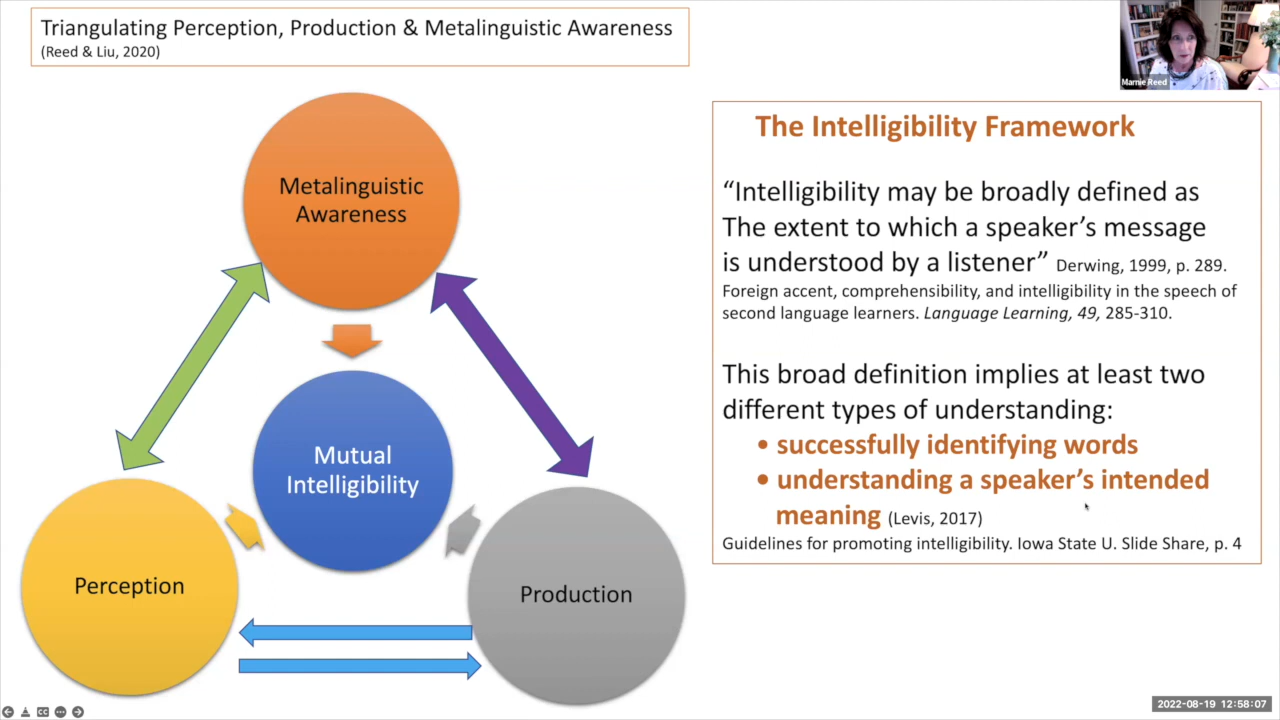 Triangulating Perception, Production & Metalinguistic Awareness
(Reed & Liu, 2020)
Metalinguistic
Awareness
Mutual
Intelligibility
Perception
Production
Marnie Reed
The Intelligibility Framework
“Intelligibility may be broadly defined as
The extent to which a speaker’s message
is understood by a listener” Derwing, 1999, p. 289.
Foreign accent, comprehensibility, and intelligibility in the speech of
second language learners. Language Learning, 49, 285-310.
This broad definition implies at least two
different types of understanding:
• successfully identifying words
• understanding a speaker’s intended
meaning (Levis, 2017)
Guidelines for promoting intelligibility. Iowa State U. Slide Share, p. 4
CC
2022-08-19 12:58:07